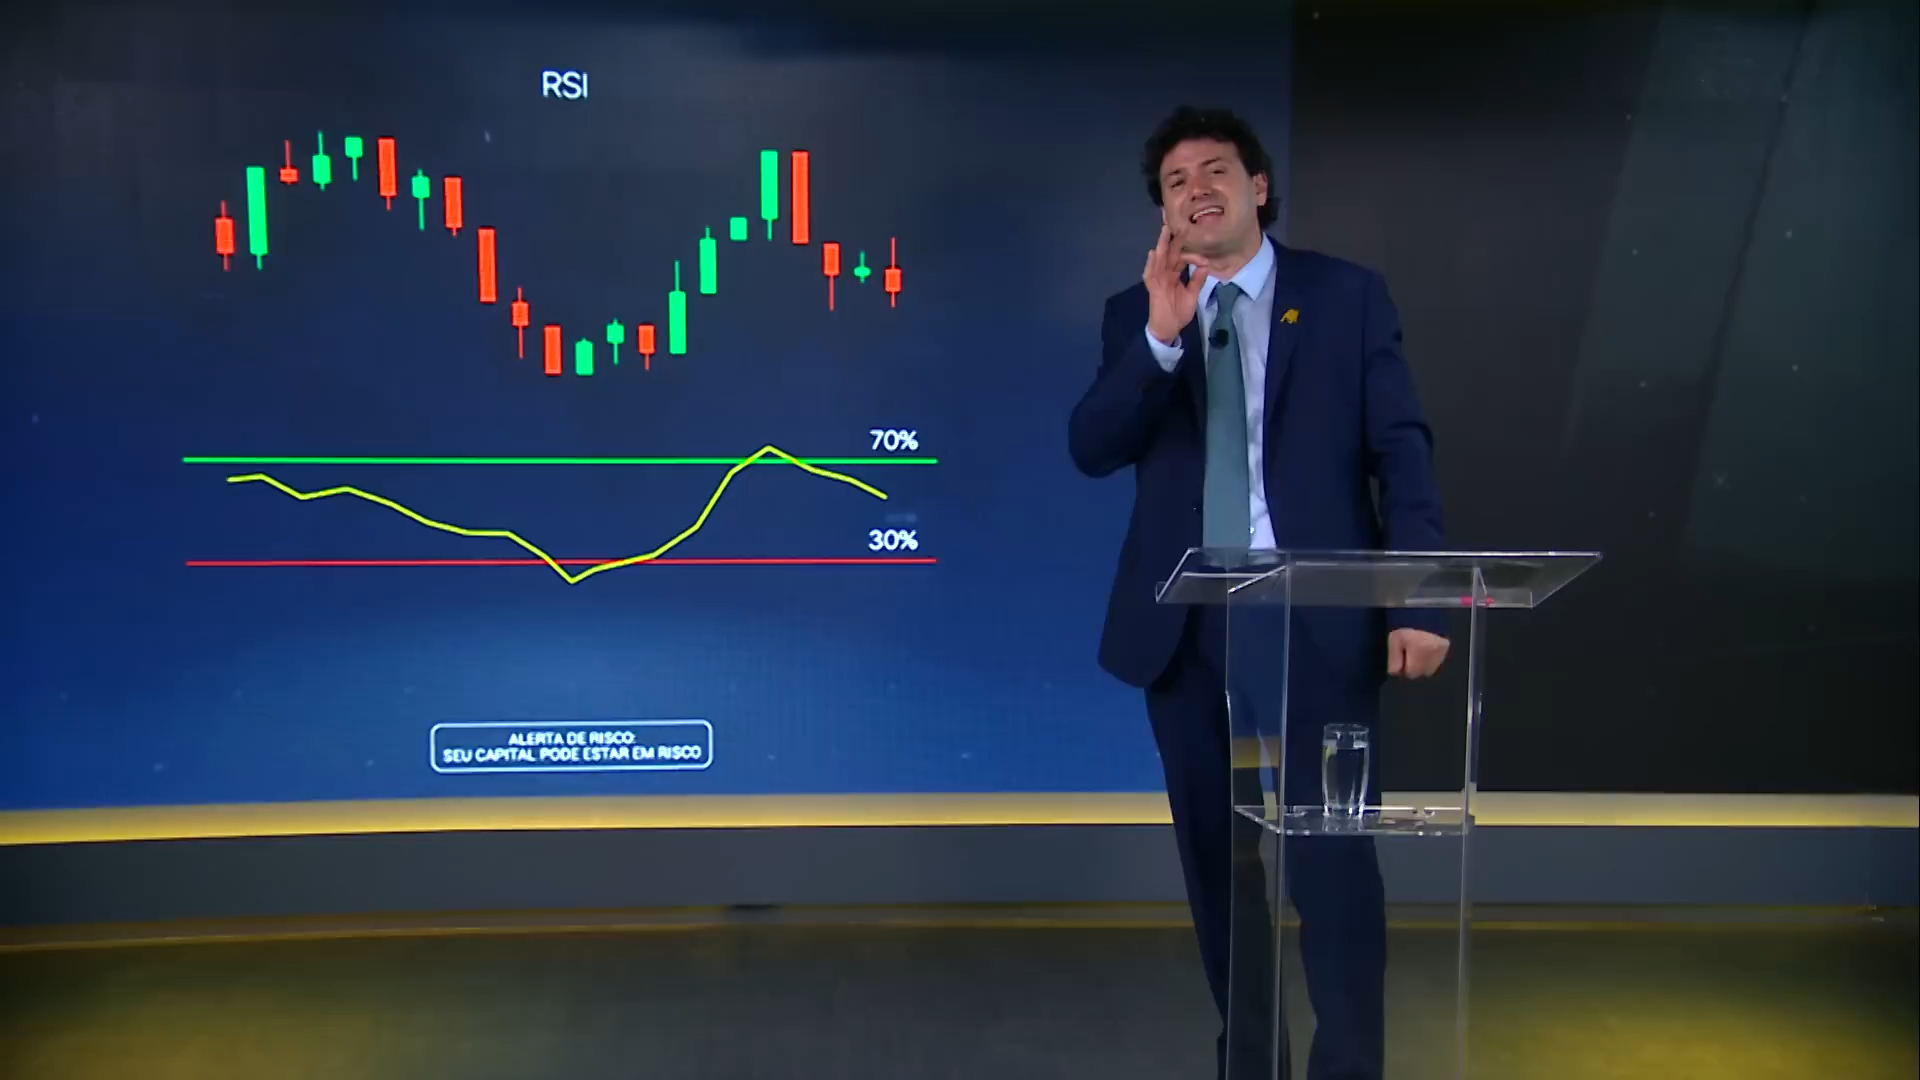 RSI
70%
30%
ALERTA DE RISCO:
SEU CAPITAL PODE ESTAR EM RISCO